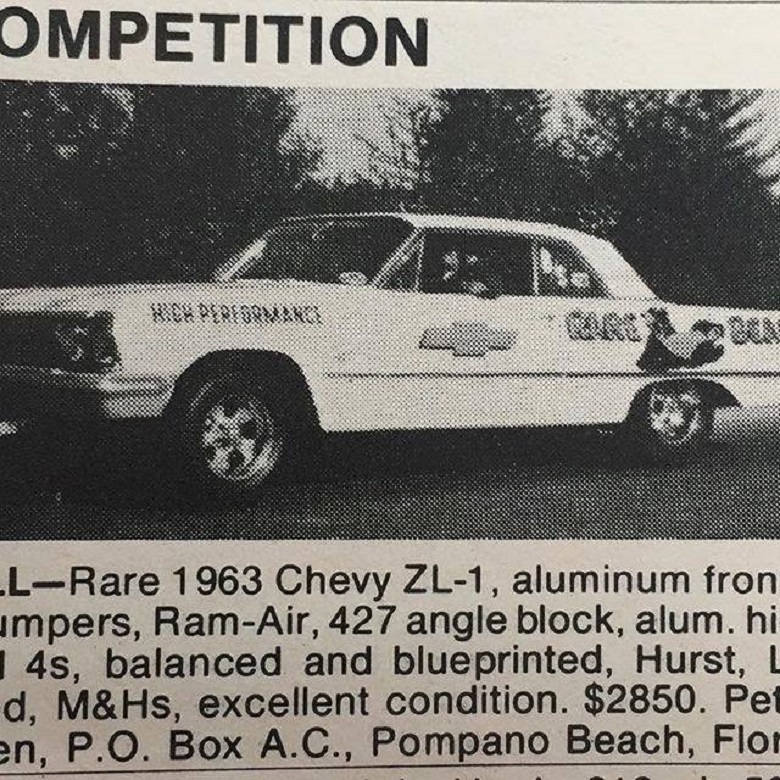 OMPETITION
HIGH PERFORMANCE
LL—Rare 1963 Chevy ZL-1, aluminum fron
umpers, Ram-Air, 427 angle block, alum. hi
l 4s, balanced and blueprinted, Hurst, L
d, M&Hs, excellent condition. $2850. Pet
en, P.O. Box A.C., Pompano Beach, Flor